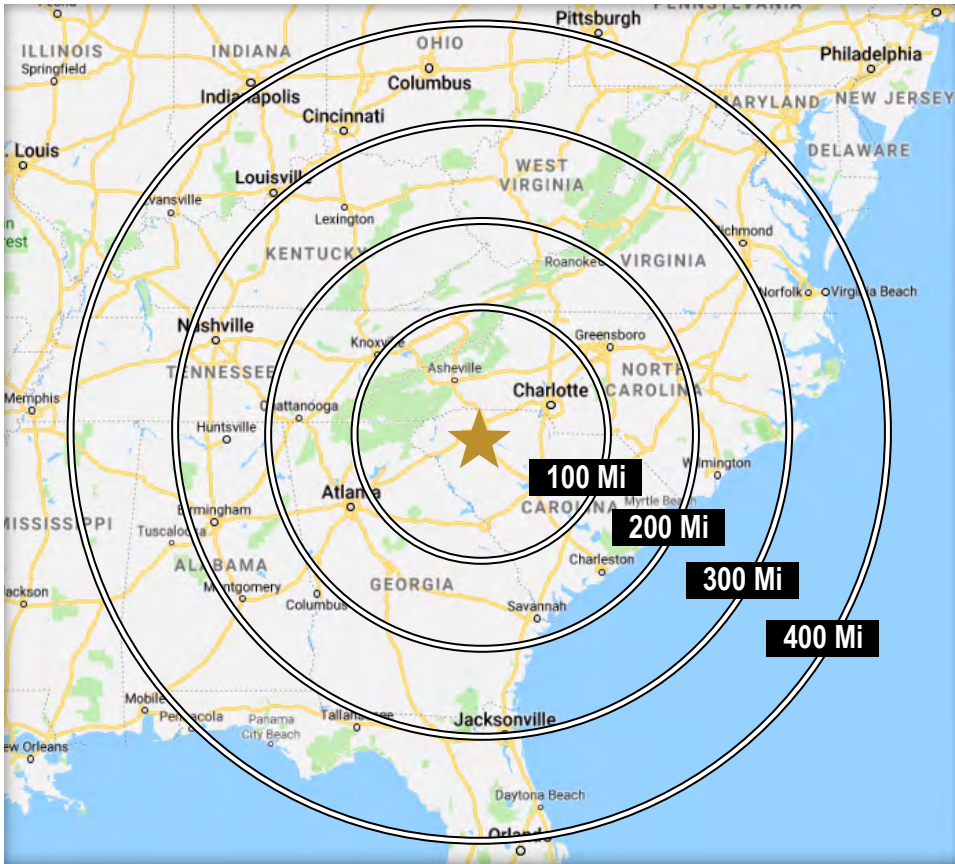 PENNSYLVANIA
Pittsburgh
ILLINOIS
INDIANA
OHIO
Philadelphia
Springfield
Columbus
Indianapolis
MARYLAND
NEW JERSEY
Cincinnati
. Louis
DELAWARE
WEST
VIRGINIA
Louisville
Evansville
Lexington
Richmond
KENTUCKY
Roanoke
VIRGINIA
Norfolk
Virginia Beach
Nashville
Greensboro
Knoxville
TENNESSEE
Asheville
NORTH
CAROLINA
Charlotte
Memphis
Chattanooga
Huntsville
Wilmington
100 Mi
Atlanta
Myrtle Beach
CAROLINA
Birmingham
MISSISSIPPI
200 Mi
Tuscaloosa
Charleston
ALABAMA
300 Mi
GEORGIA
Montgomery
Jackson
Columbus
Savannah
400 Mi
Mobile
Pensacola
Panama
City Beach
Tallahassee
Jacksonville
ew Orleans
Daytona Beach
Orlando